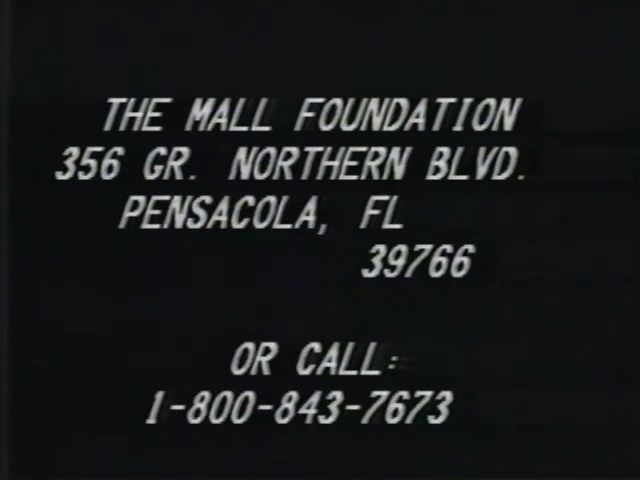 THE MALL FOUNDATION
356 GR. NORTHERN BLVD.
PENSACOLA, FL
39766
OR CALL:
1-800-843-7673